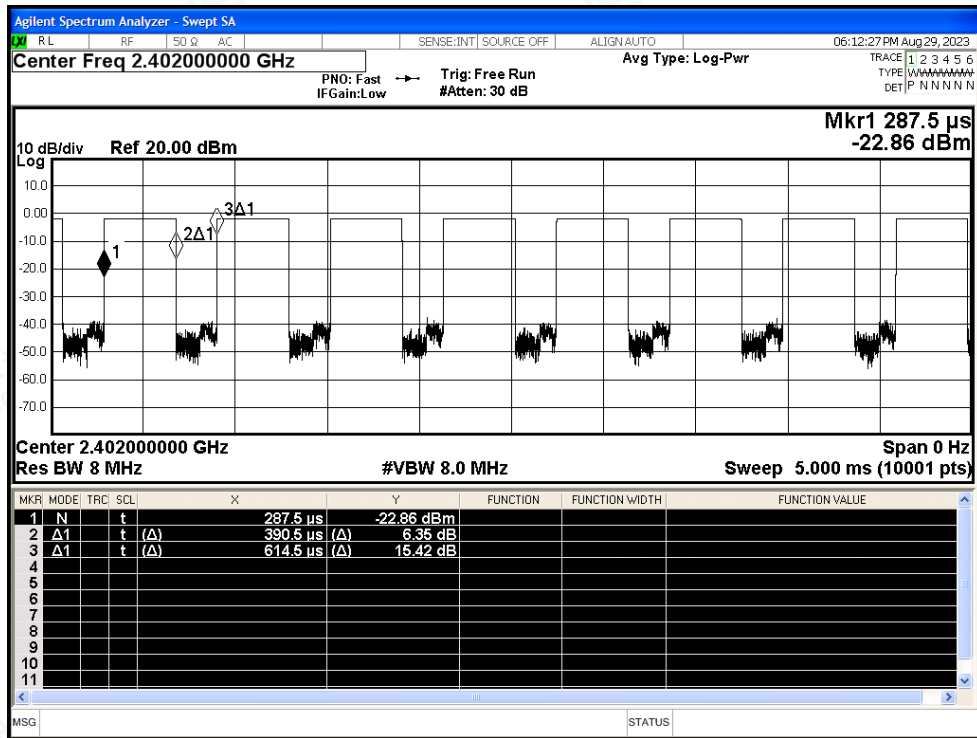 Agilent Spectrum Analyzer - Swept SA
LXI RL RF 50 Ω AC SENSE:INT SOURCE OFF ALIGN AUTO 06:12:27 PM Aug 29, 2023
Center Freq 2.402000000 GHz
PNO: Fast
IFGain:Low
Trig: Free Run
#Atten: 30 dB
Avg Type: Log-Pwr
TRACE 1 2 3 4 5 6
TYPE W
DET P N N N N N
Mkr1 287.5 µs
-22.86 dBm
10 dB/div Ref 20.00 dBm
Log
10.0
0.00
-10.0
-20.0
-30.0
-40.0
-50.0
-60.0
-70.0
1
2Δ1
3Δ1
Center 2.402000000 GHz Span 0 Hz
Res BW 8 MHz #VBW 8.0 MHz Sweep 5.000 ms (10001 pts)
MKR MODE TRC SCL X Y FUNCTION FUNCTION WIDTH FUNCTION VALUE
1 N t 287.5 µs -22.86 dBm
2 Δ1 t (Δ) 390.5 µs (Δ) 6.35 dB
3 Δ1 t (Δ) 614.5 µs (Δ) 15.42 dB
4
5
6
7
8
9
10
11
MSG STATUS